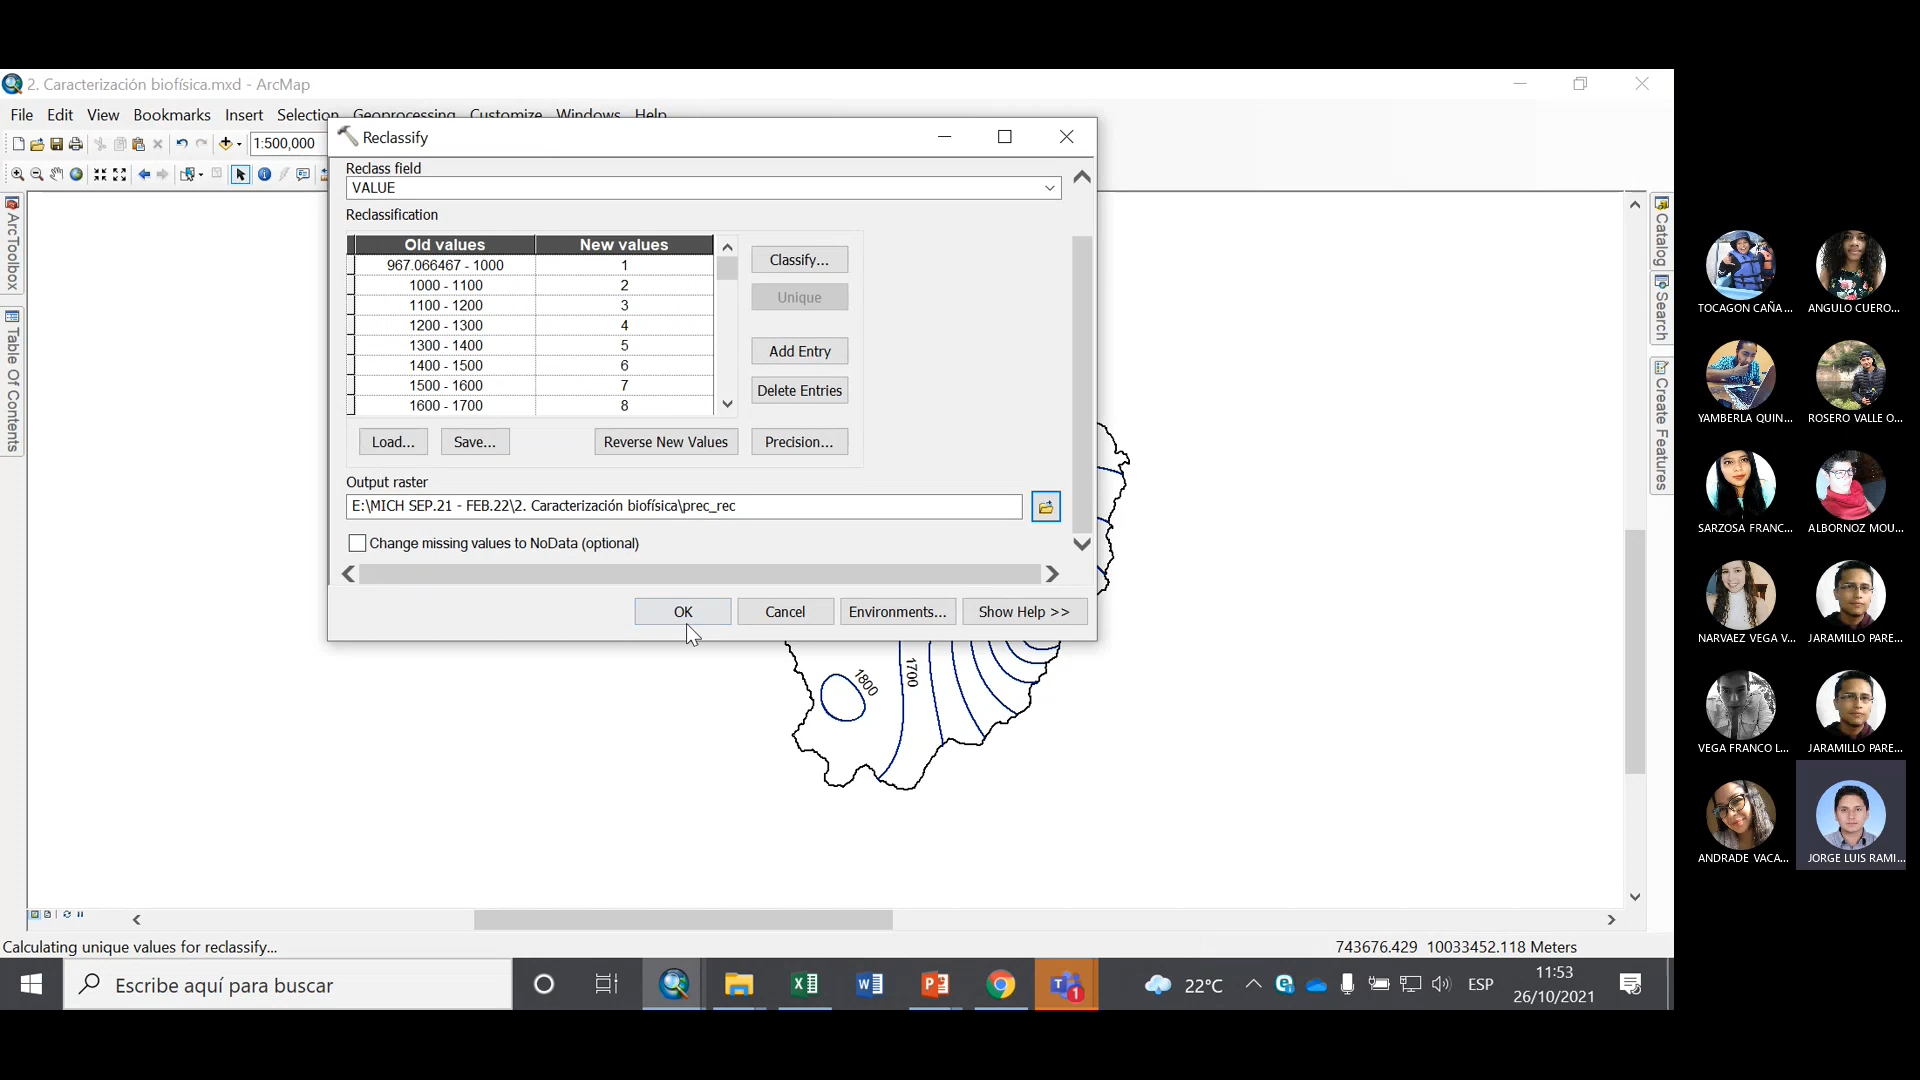 2. Caracterización biofísica.mxd - ArcMap
File Edit View Bookmarks Insert Selection Geoprocessing Customize Windows Help
1:500,000
Reclassify
Reclass field
VALUE
Reclassification
Old values New values
967.066467 - 1000 1
1000 - 1100 2
1100 - 1200 3
1200 - 1300 4
1300 - 1400 5
1400 - 1500 6
1500 - 1600 7
1600 - 1700 8
Classify...
Unique
Add Entry
Delete Entries
Load... Save... Reverse New Values Precision...
Output raster
E:\MICH SEP.21 - FEB.22\2. Caracterización biofísica\prec_rec
Change missing values to NoData (optional)
OK Cancel Environments... Show Help >>
ArcToolbox
Table Of Contents
Catalog
Search
Create Features
1800
1700
Calculating unique values for reclassify...
743676.429 10033452.118 Meters
Escribe aquí para buscar
1
22°C
ESP
11:53
26/10/2021
TOCAGON CAÑA... ANGULO CUERO...
YAMBERLA QUIN... ROSERO VALLE O...
SARZOSA FRANC... ALBORNOZ MOU...
NARVAEZ VEGA V... JARAMILLO PARE...
VEGA FRANCO L... JARAMILLO PARE...
ANDRADE VACA... JORGE LUIS RAMI...